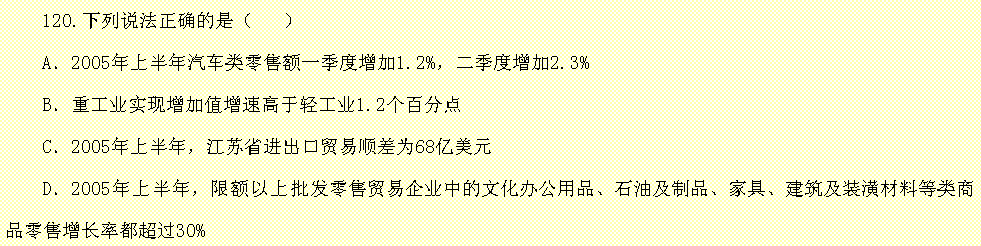 120.下列说法正确的是（　　）
A．2005年上半年汽车类零售额一季度增加1.2%，二季度增加2.3%
B．重工业实现增加值增速高于轻工业1.2个百分点
C．2005年上半年，江苏省进出口贸易顺差为68亿美元
D．2005年上半年，限额以上批发零售贸易企业中的文化办公用品、石油及制品、家具、建筑及装潢材料等类商
品零售增长率都超过30%